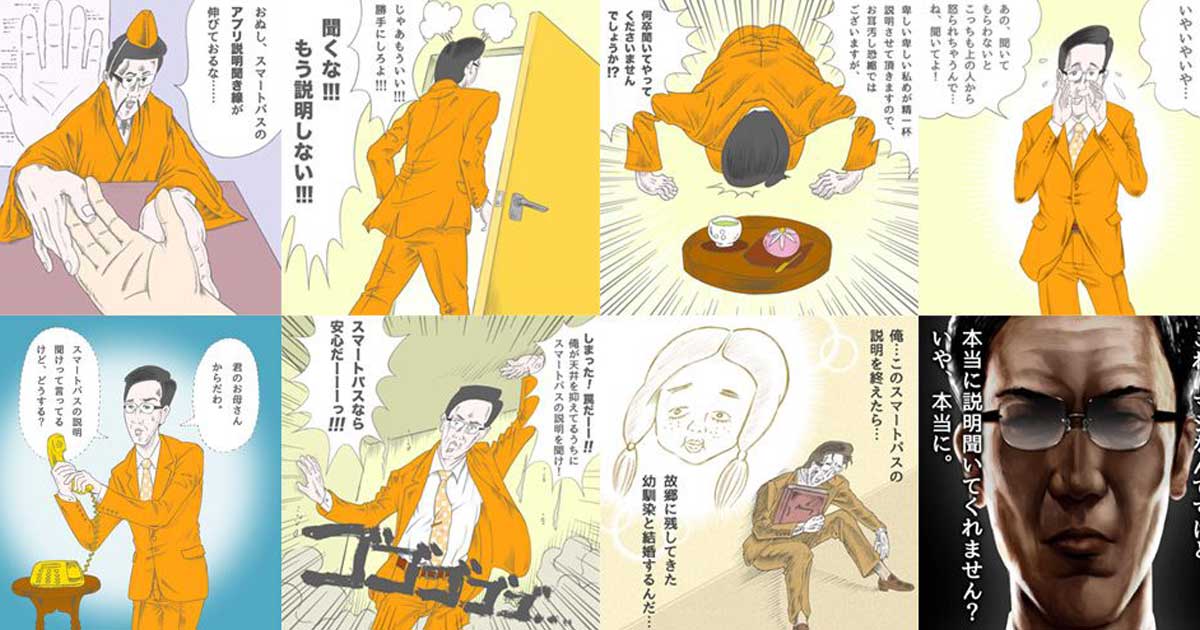 おぬし、スマートパスの
アプリ説明聞き線が
伸びておるな……
じゃあもういい!!!
勝手にしろよ!!!
聞くな!!!
もう説明しない!!!
卑しい卑しい私めが精一杯
説明させて頂きますので、
お耳汚し恐縮では
ございますが、
何卒聞いてやって
くださいません
でしょうか!?
いやいやいや…
あの、聞いて
もらわないと
こっちも上の人から
怒られちゃうんで…
ね、聞いてよ!
君のお母さん
からだわ。
スマートパスの説明
聞けって言ってる
けど、どうする?
しまった!罠だーー!!
俺が天井を抑えてるうちに
スマートパスの説明を聞け!
スマートパスなら
安心だーーーっ!!!
ゴゴゴゴ…
俺…このスマートパスの
説明を終えたら…
故郷に残してきた
幼馴染と結婚するんだ…
本当に説明聞いてくれません?
いや、本当に。